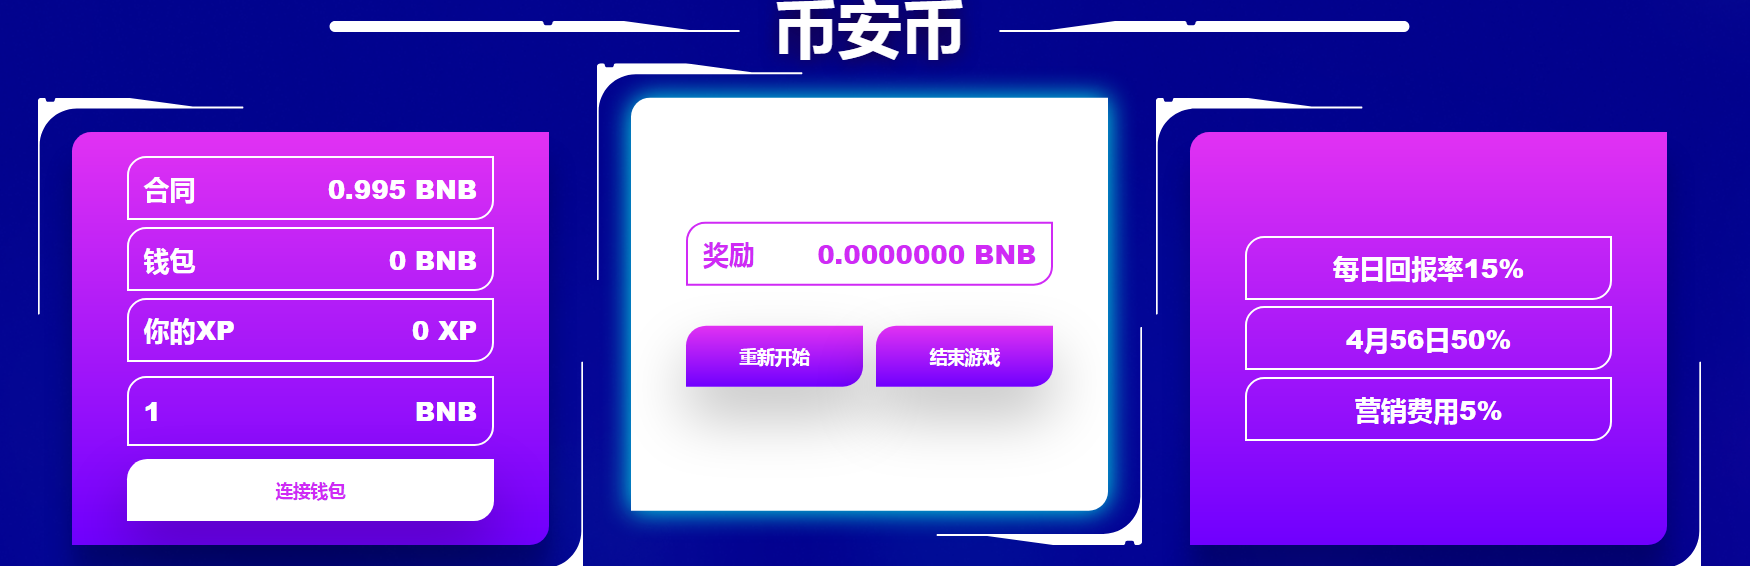 币安币
合同 0.995 BNB
钱包 0 BNB
你的XP 0 XP
1 BNB
连接钱包
奖励 0.0000000 BNB
重新开始 结束游戏
每日回报率15%
4月56日50%
营销费用5%